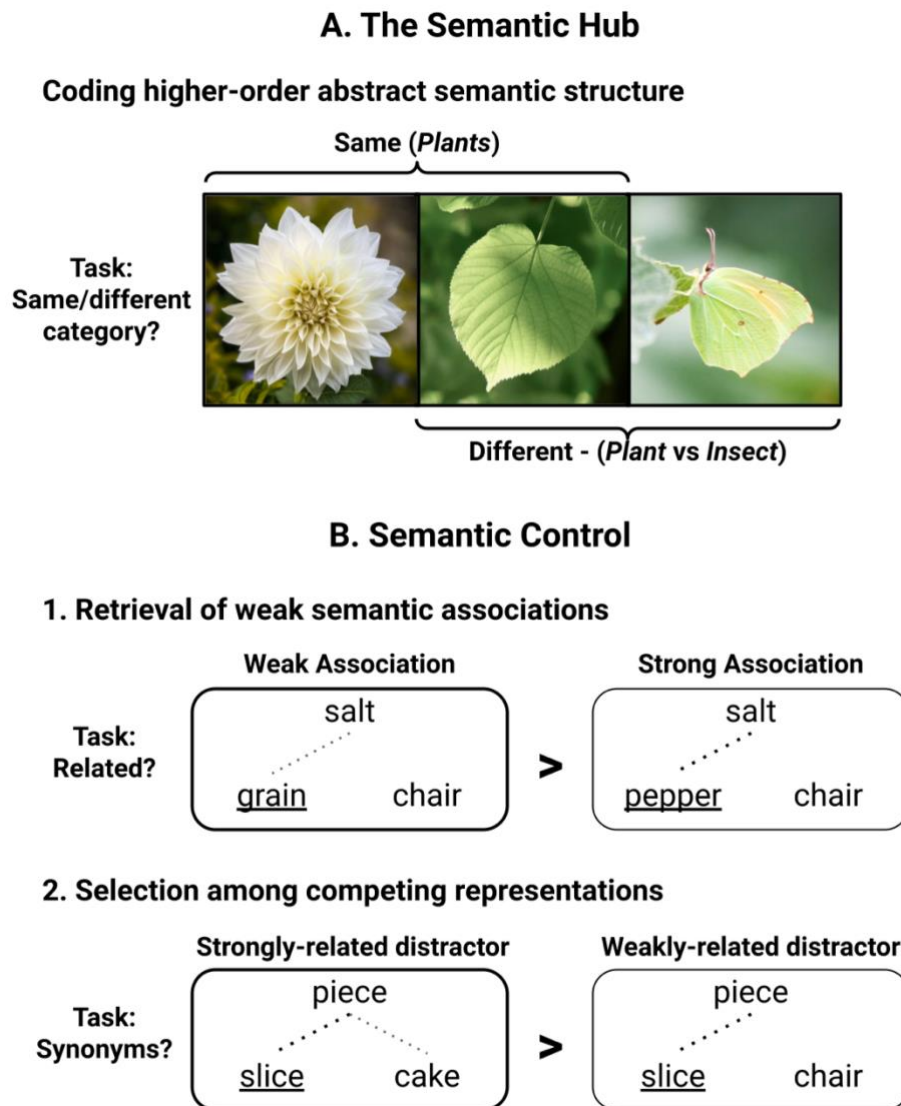 A. The Semantic Hub
Coding higher-order abstract semantic structure
Same (Plants)
Task:
Same/different
category?
Different - (Plant vs Insect)
B. Semantic Control
1. Retrieval of weak semantic associations
Weak Association
Strong Association
Task:
Related?
salt
grain chair
>
salt
pepper chair
2. Selection among competing representations
Strongly-related distractor
Weakly-related distractor
Task:
Synonyms?
piece
slice cake
>
piece
slice chair